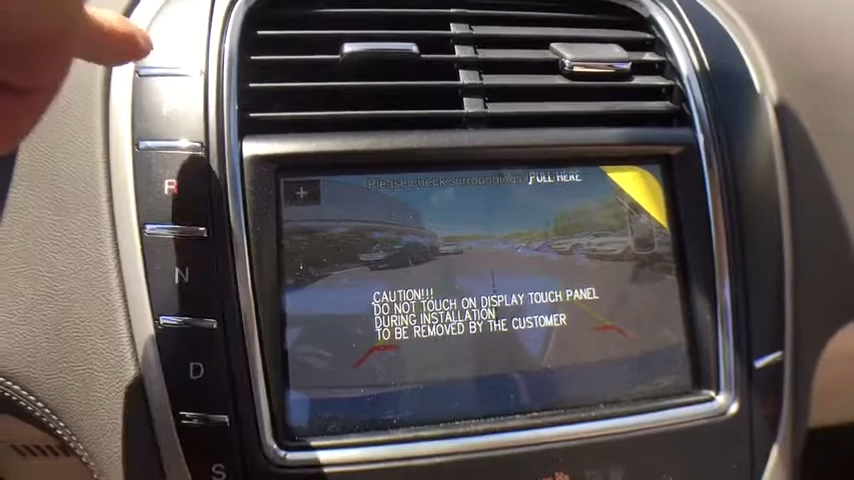 Please check surroundings
PULL HERE
+
R
N
D
S
CAUTION!!!
DO NOT TOUCH ON DISPLAY TOUCH PANEL
DURING INSTALLATION
TO BE REMOVED BY THE CUSTOMER